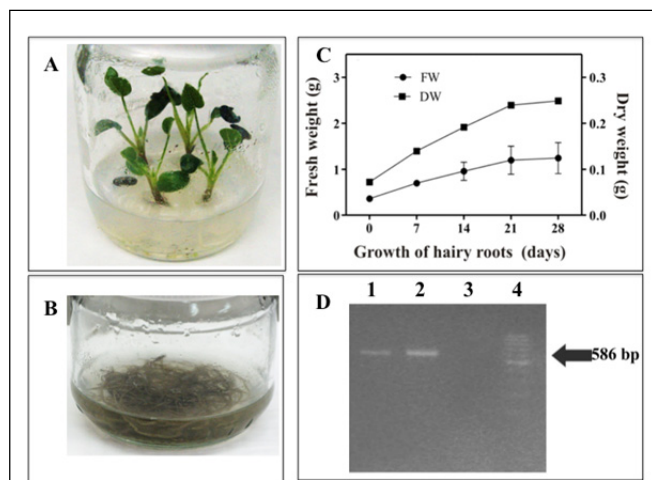 A
B
C
FW
DW
Fresh weight (g)
3
2
1
0
Dry weight (g)
0.3
0.2
0.1
0.0
0 7 14 21 28
Growth of hairy roots (days)
D
1 2 3 4
586 bp